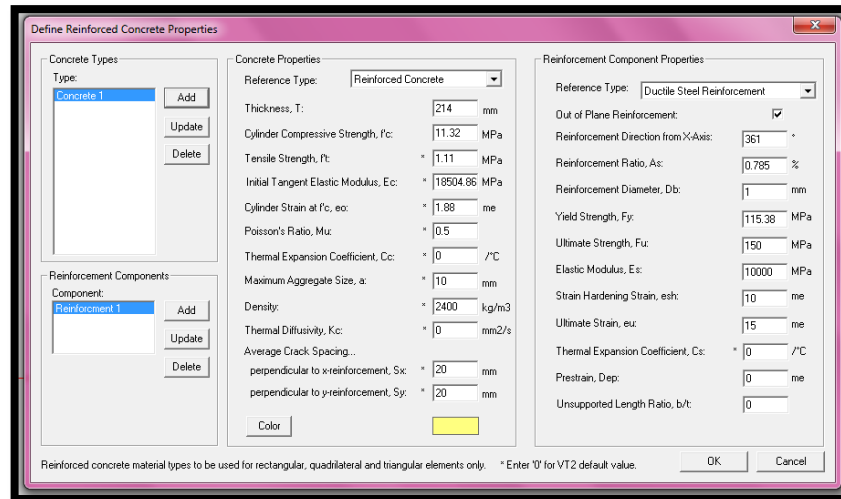 Define Reinforced Concrete Properties
Concrete Types
Type:
Concrete 1
Add
Update
Delete
Reinforcement Components
Component:
Reinforcment 1
Add
Update
Delete
Concrete Properties
Reference Type: Reinforced Concrete
Thickness, T: 214 mm
Cylinder Compressive Strength, f'c: 11.32 MPa
Tensile Strength, f't: * 1.11 MPa
Initial Tangent Elastic Modulus, Ec: * 18504.86 MPa
Cylinder Strain at f'c, eo: * 1.88 me
Poisson's Ratio, Mu: * 0.5
Thermal Expansion Coefficient, Cc: * 0 /°C
Maximum Aggregate Size, a: * 10 mm
Density: * 2400 kg/m3
Thermal Diffusivity, Kc: * 0 mm2/s
Average Crack Spacing...
perpendicular to x-reinforcement, Sx: * 20 mm
perpendicular to y-reinforcement, Sy: * 20 mm
Color
Reinforcement Component Properties
Reference Type: Ductile Steel Reinforcement
Out of Plane Reinforcement:
Reinforcement Direction from X-Axis: 361 °
Reinforcement Ratio, As: 0.785 %
Reinforcement Diameter, Db: 1 mm
Yield Strength, Fy: 115.38 MPa
Ultimate Strength, Fu: 150 MPa
Elastic Modulus, Es: 10000 MPa
Strain Hardening Strain, esh: 10 me
Ultimate Strain, eu: 15 me
Thermal Expansion Coefficient, Cs: * 0 /°C
Prestrain, Dep: 0 me
Unsupported Length Ratio, b/t: 0
Reinforced concrete material types to be used for rectangular, quadrilateral and triangular elements only. * Enter '0' for VT2 default value.
OK
Cancel